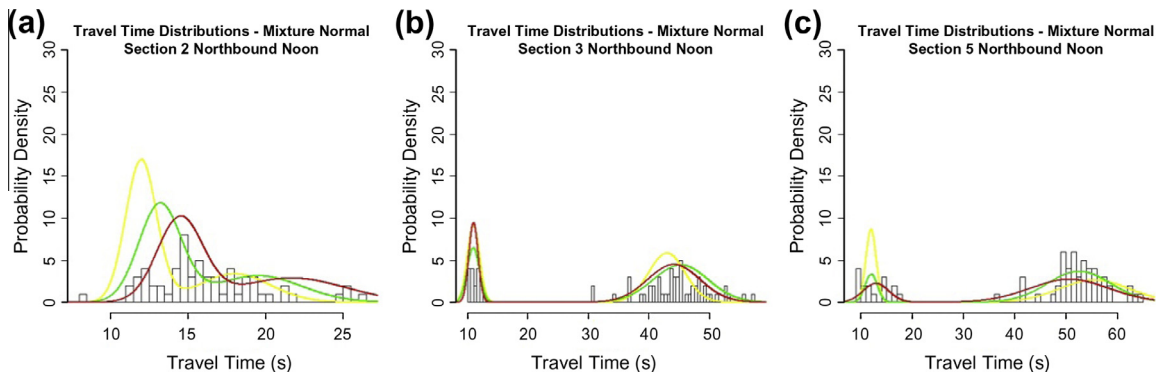 (a)
Travel Time Distributions - Mixture Normal
Section 2 Northbound Noon
Probability Density
30
25
20
15
10
5
0
10 15 20 25
Travel Time (s)
(b)
Travel Time Distributions - Mixture Normal
Section 3 Northbound Noon
Probability Density
30
25
20
15
10
5
0
10 20 30 40 50
Travel Time (s)
(c)
Travel Time Distributions - Mixture Normal
Section 5 Northbound Noon
Probability Density
30
25
20
15
10
5
0
10 20 30 40 50 60
Travel Time (s)